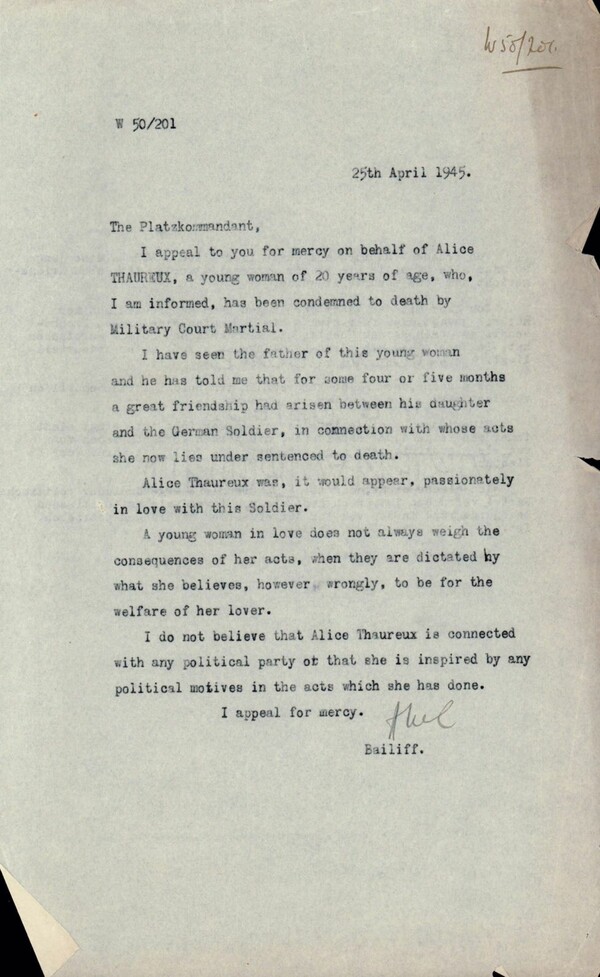 W50/201.
W 50/201
25th April 1945.
The Platzkommandant,
I appeal to you for mercy on behalf of Alice
THAUREUX, a young woman of 20 years of age, who,
I am informed, has been condemned to death by
Military Court Martial.
I have seen the father of this young woman
and he has told me that for some four or five months
a great friendship had arisen between his daughter
and the German Soldier, in connection with whose acts
she now lies under sentenced to death.
Alice Thaureux was, it would appear, passionately
in love with this Soldier.
A young woman in love does not always weigh the
consequences of her acts, when they are dictated by
what she believes, however wrongly, to be for the
welfare of her lover.
I do not believe that Alice Thaureux is connected
with any political party ot that she is inspired by any
political motives in the acts which she has done.
I appeal for mercy.
Bailiff.